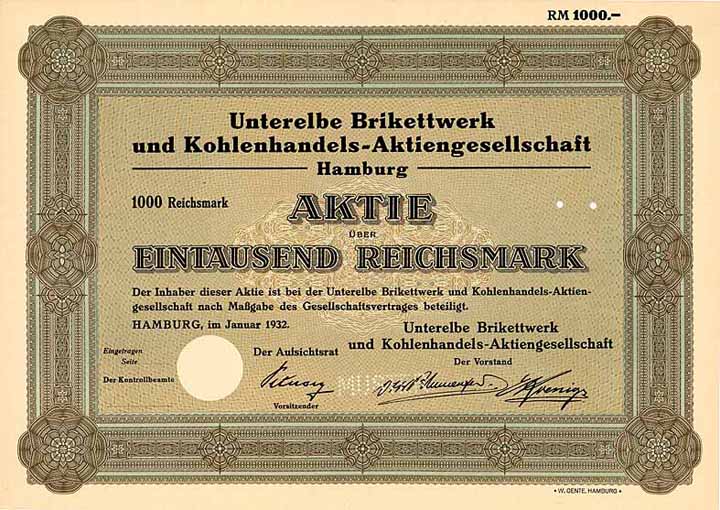 RM 1000.–
Unterelbe Brikettwerk
und Kohlenhandels-Aktiengesellschaft
Hamburg
1000 Reichsmark
AKTIE
ÜBER
EINTAUSEND REICHSMARK
Der Inhaber dieser Aktie ist bei der Unterelbe Brikettwerk und Kohlenhandels-Aktien-
gesellschaft nach Maßgabe des Gesellschaftsvertrages beteiligt.
HAMBURG, im Januar 1932.
Unterelbe Brikettwerk
und Kohlenhandels-Aktiengesellschaft
Eingetragen
Seite
Der Aufsichtsrat
Der Vorstand
Der Kontrollbeamte
Vorsitzender
* W. GENTE, HAMBURG *